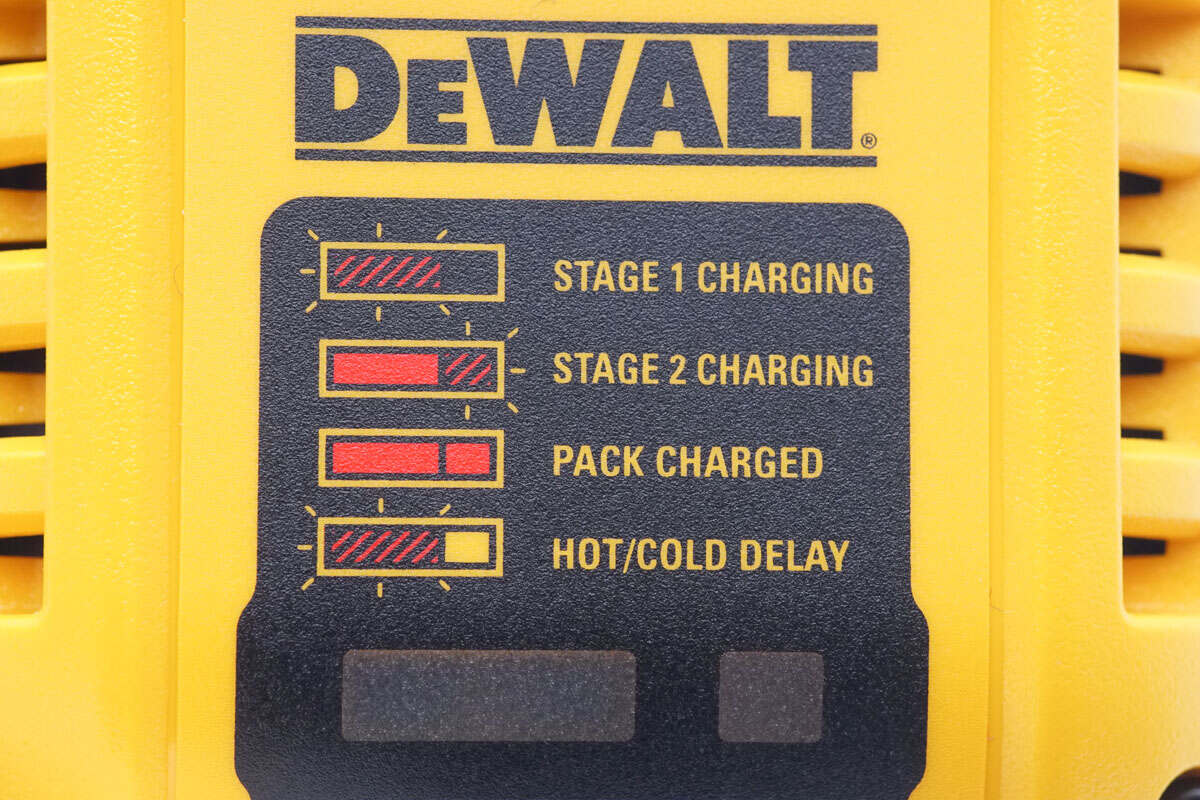 DEWALT®
STAGE 1 CHARGING
STAGE 2 CHARGING
PACK CHARGED
HOT/COLD DELAY